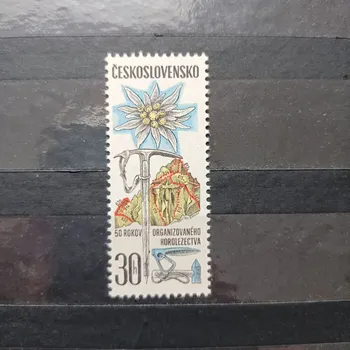 ČESKOSLOVENSKO
50 ROKOV ORGANIZOVANÉHO
HOROLEZECTVA
30